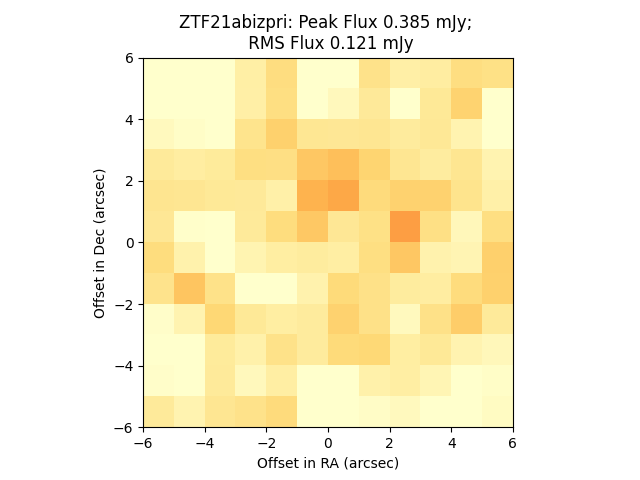 ZTF21abizpri: Peak Flux 0.385 mJy;
RMS Flux 0.121 mJy
6
4
2
0
−2
−4
−6
Offset in Dec (arcsec)
−6 −4 −2 0 2 4 6
Offset in RA (arcsec)